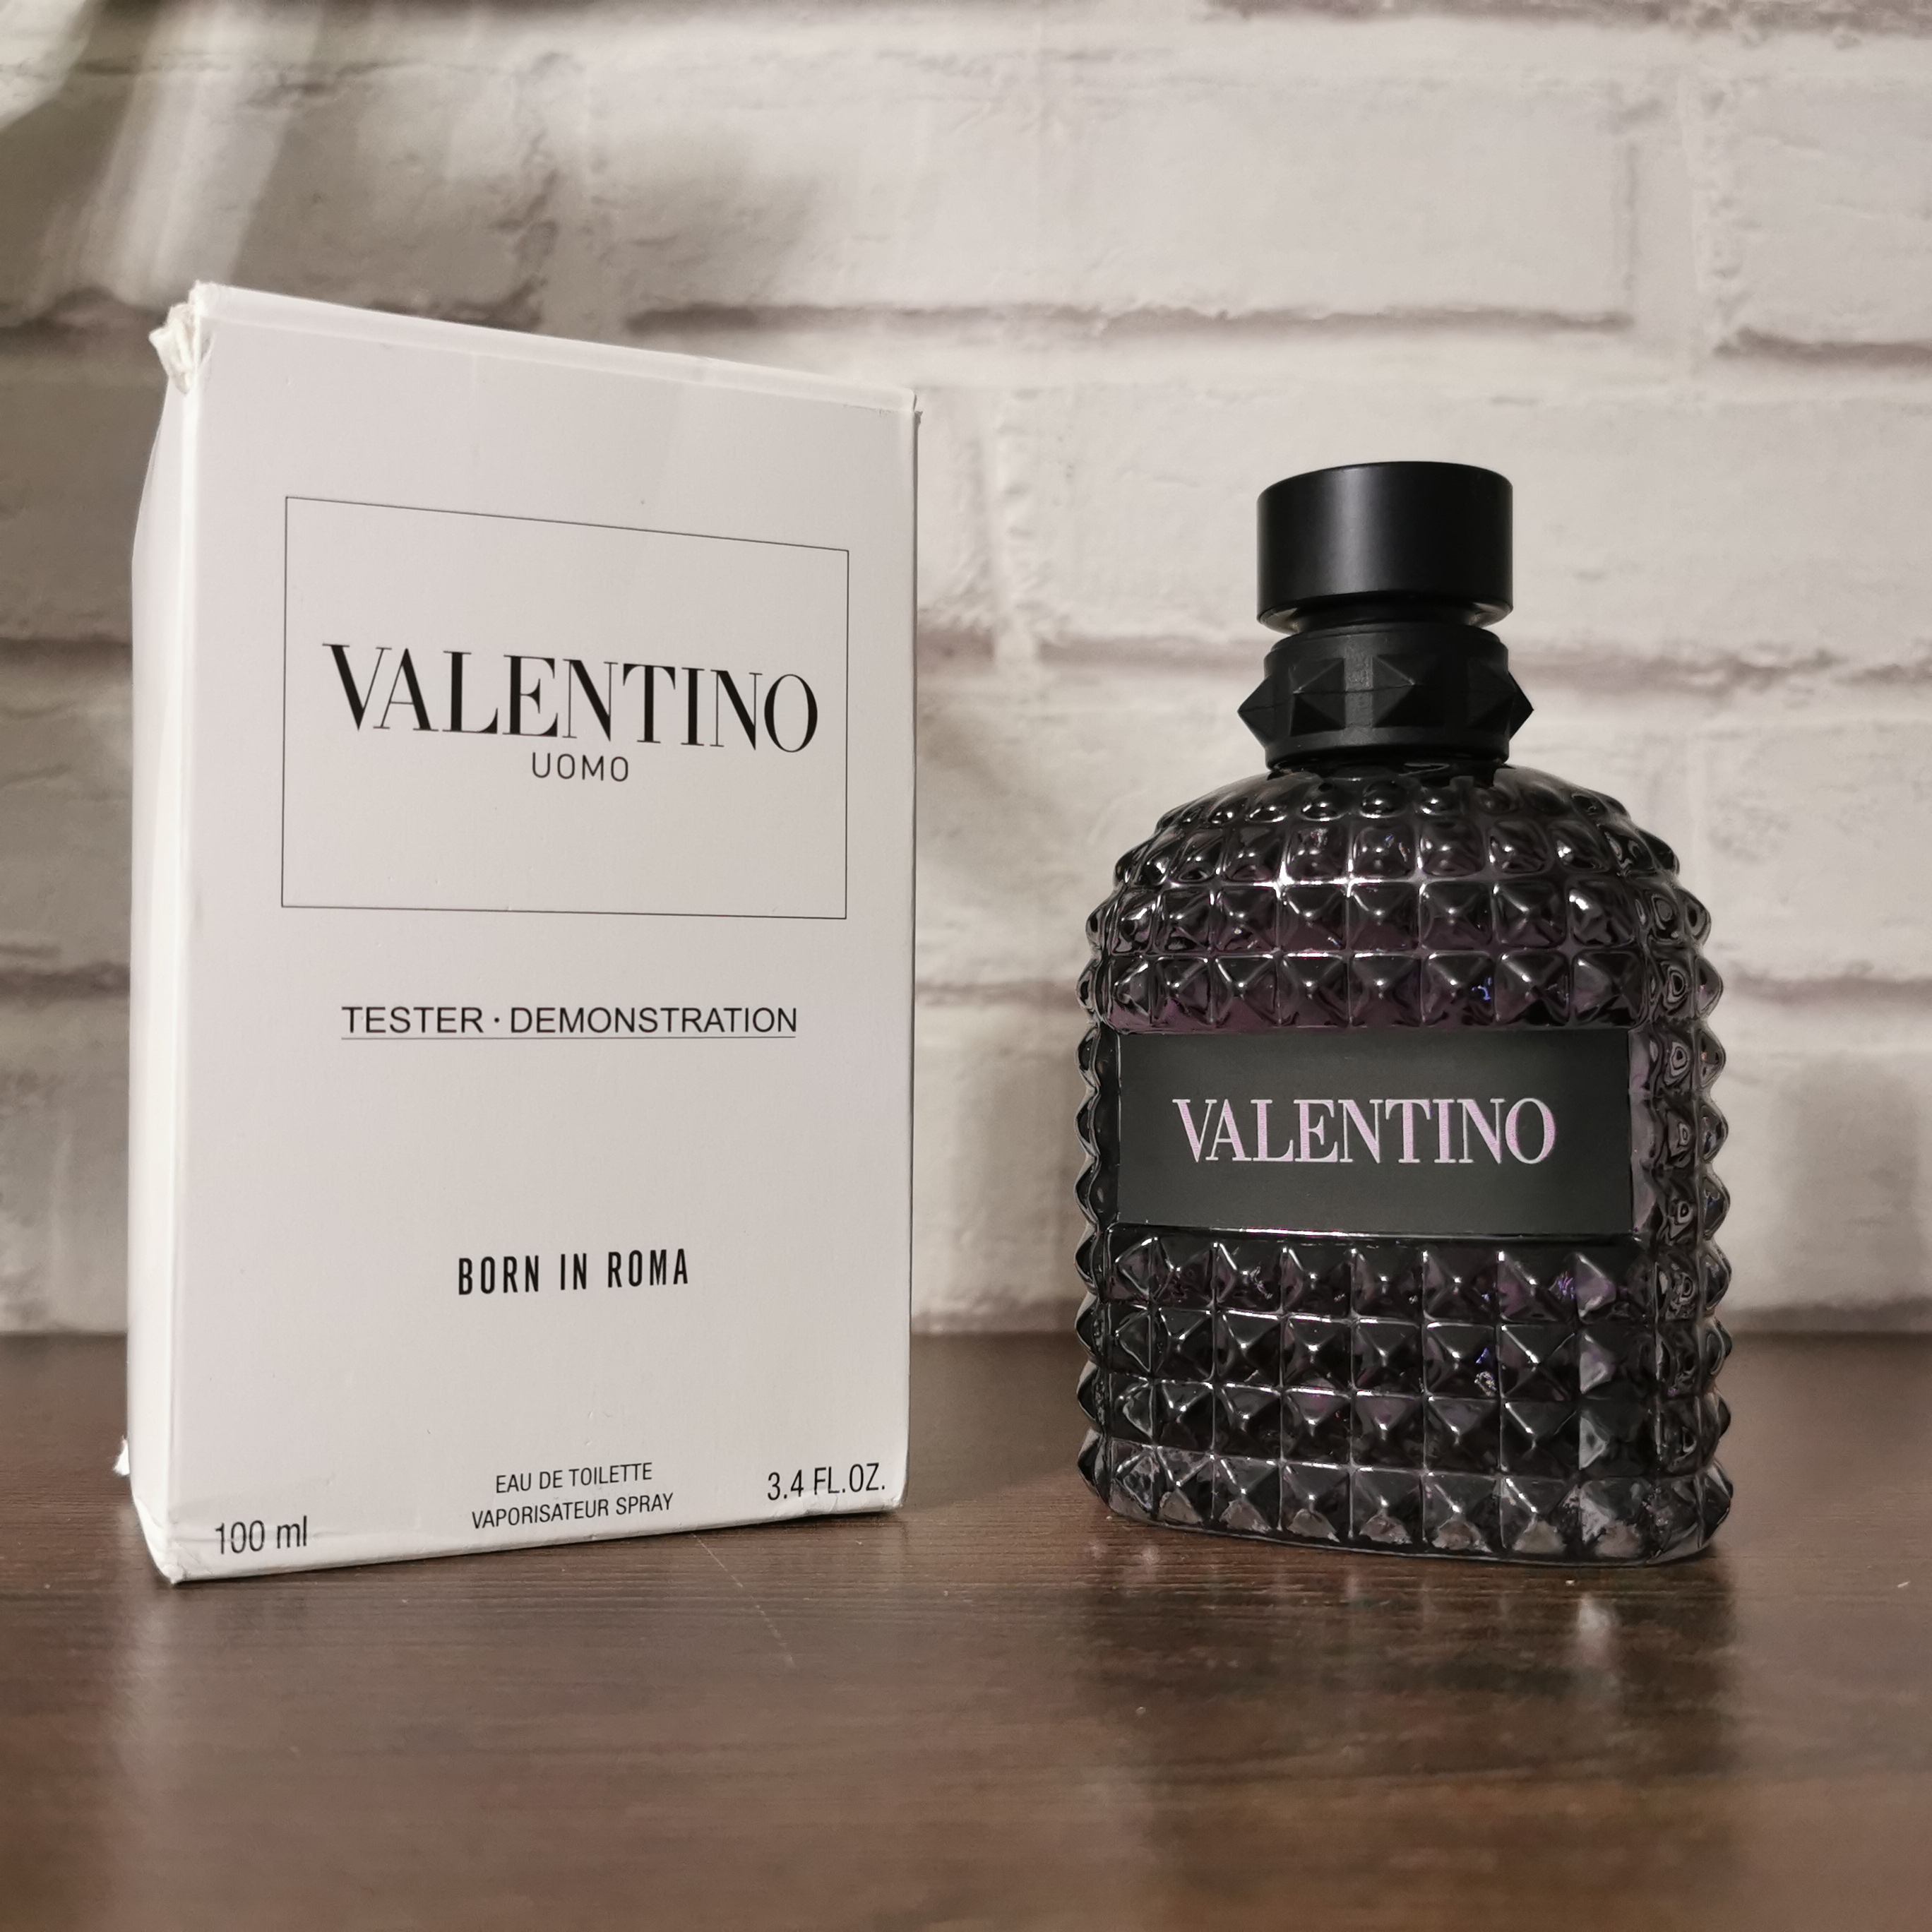 VALENTINO
UOMO
TESTER · DEMONSTRATION
BORN IN ROMA
EAU DE TOILETTE
VAPORISATEUR SPRAY
100 ml
3.4 FL.OZ.
VALENTINO